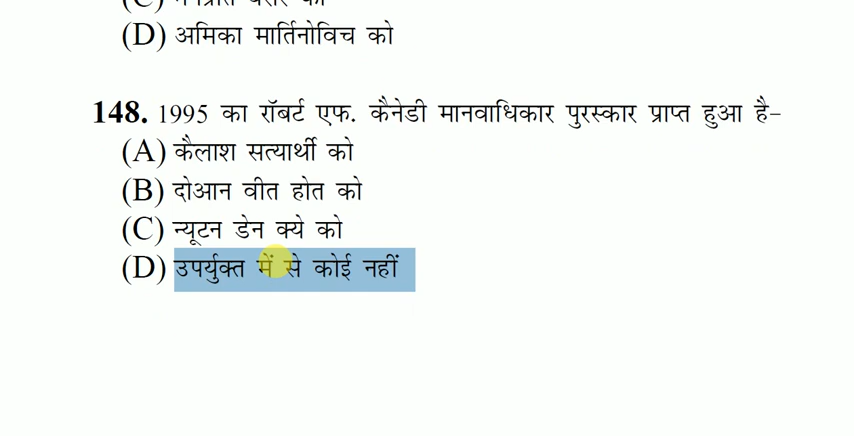 (D) अमिका मार्तिनोविच को
148. 1995 का रॉबर्ट एफ. कैनेडी मानवाधिकार पुरस्कार प्राप्त हुआ है-
(A) कैलाश सत्यार्थी को
(B) दोआन वीत होत को
(C) न्यूटन डेन क्ये को
(D) उपर्युक्त में से कोई नहीं